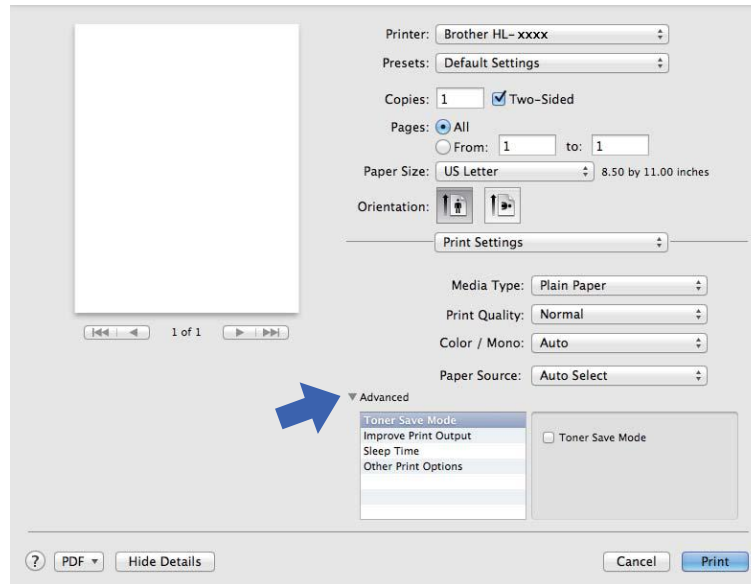 Printer: Brother HL-xxxx
Presets: Default Settings
Copies: 1 Two-Sided
Pages: All
From: 1 to: 1
Paper Size: US Letter 8.50 by 11.00 inches
Orientation:
Print Settings
Media Type: Plain Paper
Print Quality: Normal
1 of 1
Color / Mono: Auto
Paper Source: Auto Select
Advanced
Toner Save Mode
Improve Print Output
Sleep Time
Other Print Options
Toner Save Mode
? PDF Hide Details Cancel Print